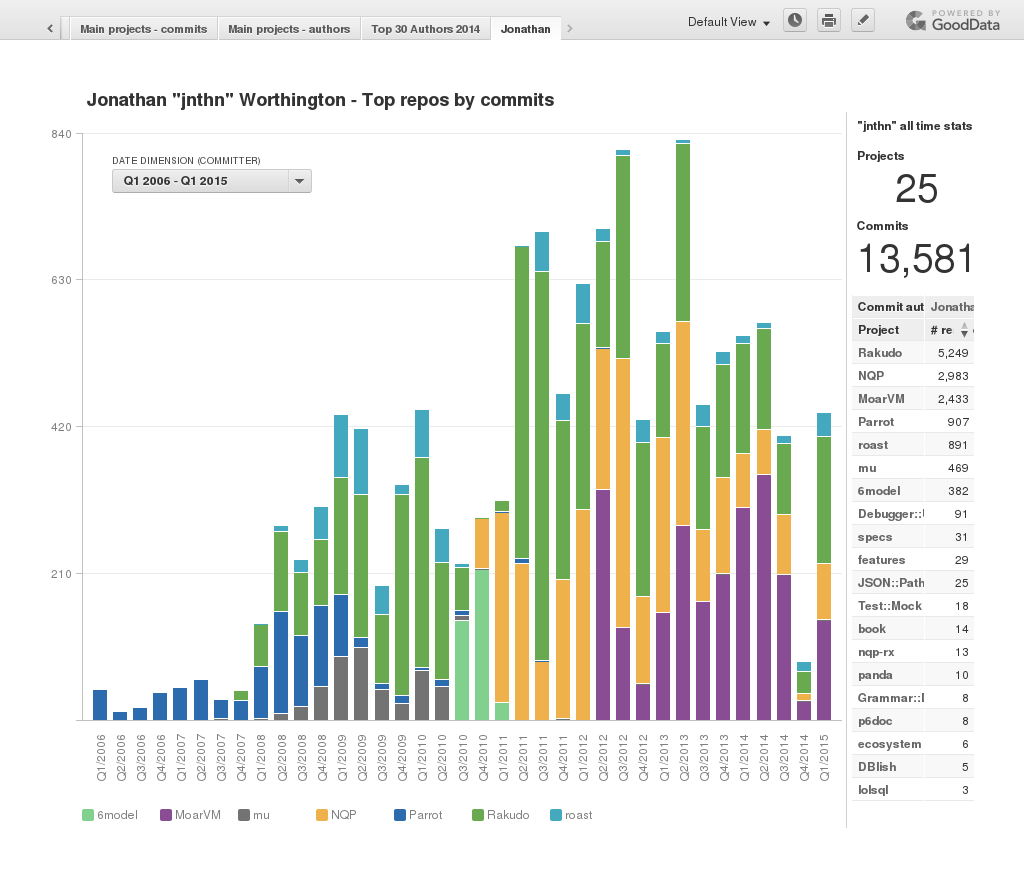 Main projects - commits
Main projects - authors
Top 30 Authors 2014
Jonathan
Default View
POWERED BY
GoodData
Jonathan "jnthn" Worthington - Top repos by commits
DATE DIMENSION (COMMITTER)
Q1 2006 - Q1 2015
840
630
420
210
Q1/2006
Q2/2006
Q3/2006
Q4/2006
Q1/2007
Q2/2007
Q3/2007
Q4/2007
Q1/2008
Q2/2008
Q3/2008
Q4/2008
Q1/2009
Q2/2009
Q3/2009
Q4/2009
Q1/2010
Q2/2010
Q3/2010
Q4/2010
Q1/2011
Q2/2011
Q3/2011
Q4/2011
Q1/2012
Q2/2012
Q3/2012
Q4/2012
Q1/2013
Q2/2013
Q3/2013
Q4/2013
Q1/2014
Q2/2014
Q3/2014
Q4/2014
Q1/2015
6model MoarVM mu NQP Parrot Rakudo roast
"jnthn" all time stats
Projects
25
Commits
13,581
Commit aut Jonatha
Project # re
Rakudo 5,249
NQP 2,983
MoarVM 2,433
Parrot 907
roast 891
mu 469
6model 382
Debugger:: 91
specs 31
features 29
JSON::Path 25
Test::Mock 18
book 14
nqp-rx 13
panda 10
Grammar:: 8
p6doc 8
ecosystem 6
DBIish 5
lolsql 3